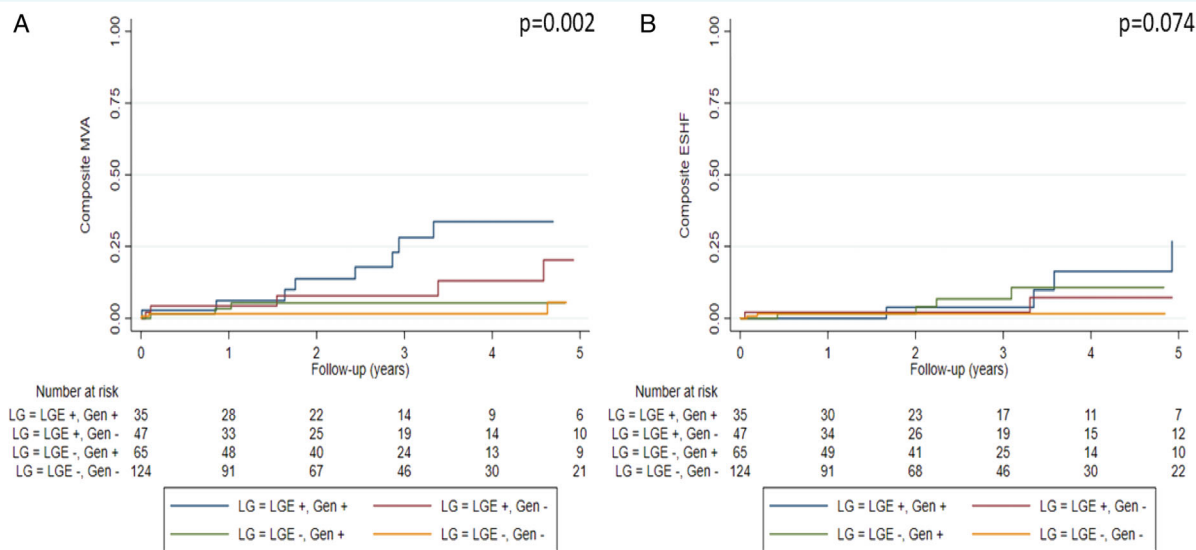 A
p=0.002
Composite MVA
1.00
0.75
0.50
0.25
0.00
0 1 2 3 4 5
Follow-up (years)
Number at risk
LG = LGE +, Gen + 35 28 22 14 9 6
LG = LGE +, Gen - 47 33 25 19 14 10
LG = LGE -, Gen + 65 48 40 24 13 9
LG = LGE -, Gen - 124 91 67 46 30 21
LG = LGE +, Gen + LG = LGE +, Gen -
LG = LGE -, Gen + LG = LGE -, Gen -
B
p=0.074
Composite ESHF
1.00
0.75
0.50
0.25
0.00
0 1 2 3 4 5
Follow-up (years)
Number at risk
LG = LGE +, Gen + 35 30 23 17 11 7
LG = LGE +, Gen - 47 34 26 19 15 12
LG = LGE -, Gen + 65 49 41 25 14 10
LG = LGE -, Gen - 124 91 68 46 30 22
LG = LGE +, Gen + LG = LGE +, Gen -
LG = LGE -, Gen + LG = LGE -, Gen -